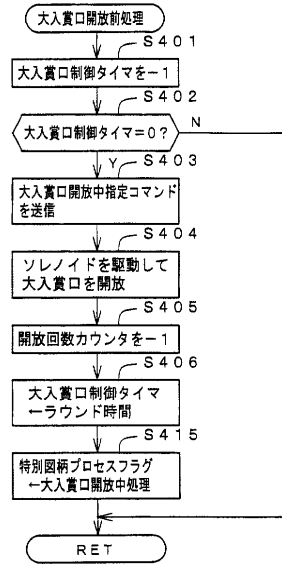 大入賞口開放前処理
S401
大入賞口制御タイマを－1
S402
大入賞口制御タイマ＝0？
N
Y
S403
大入賞口開放中指定コマンド
を送信
S404
ソレノイドを駆動して
大入賞口を開放
S405
開放回数カウンタを－1
S406
大入賞口制御タイマ
←ラウンド時間
S415
特別図柄プロセスフラグ
←大入賞口開放中処理
RET